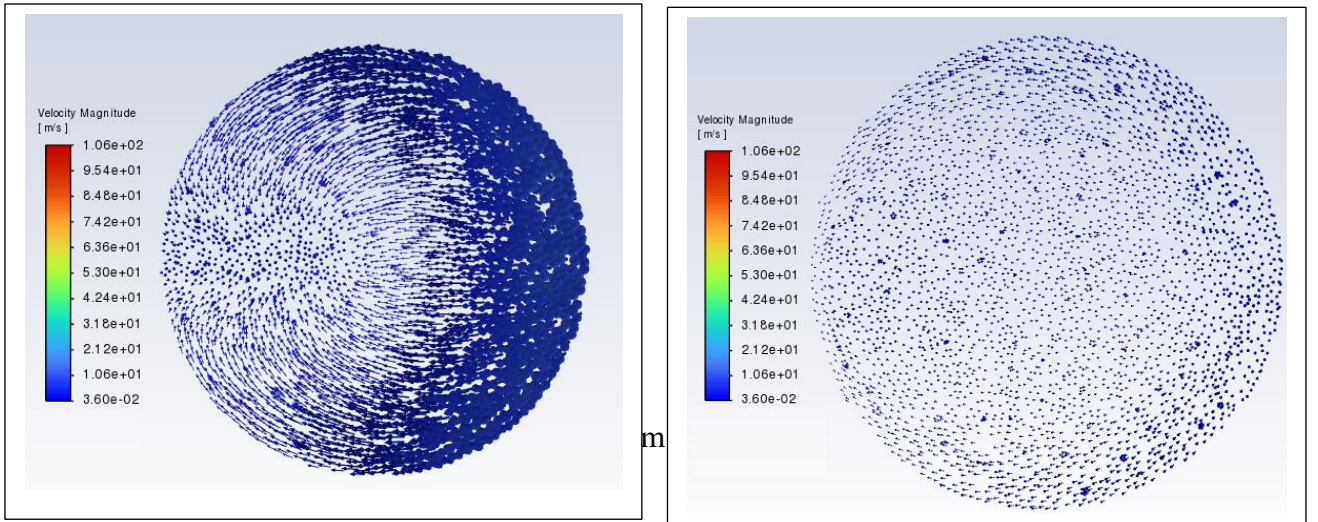 Velocity Magnitude
[ m/s ]
1.06e+02
9.54e+01
8.48e+01
7.42e+01
6.36e+01
5.30e+01
4.24e+01
3.18e+01
2.12e+01
1.06e+01
3.60e-02
m
Velocity Magnitude
[ m/s ]
1.06e+02
9.54e+01
8.48e+01
7.42e+01
6.36e+01
5.30e+01
4.24e+01
3.18e+01
2.12e+01
1.06e+01
3.60e-02